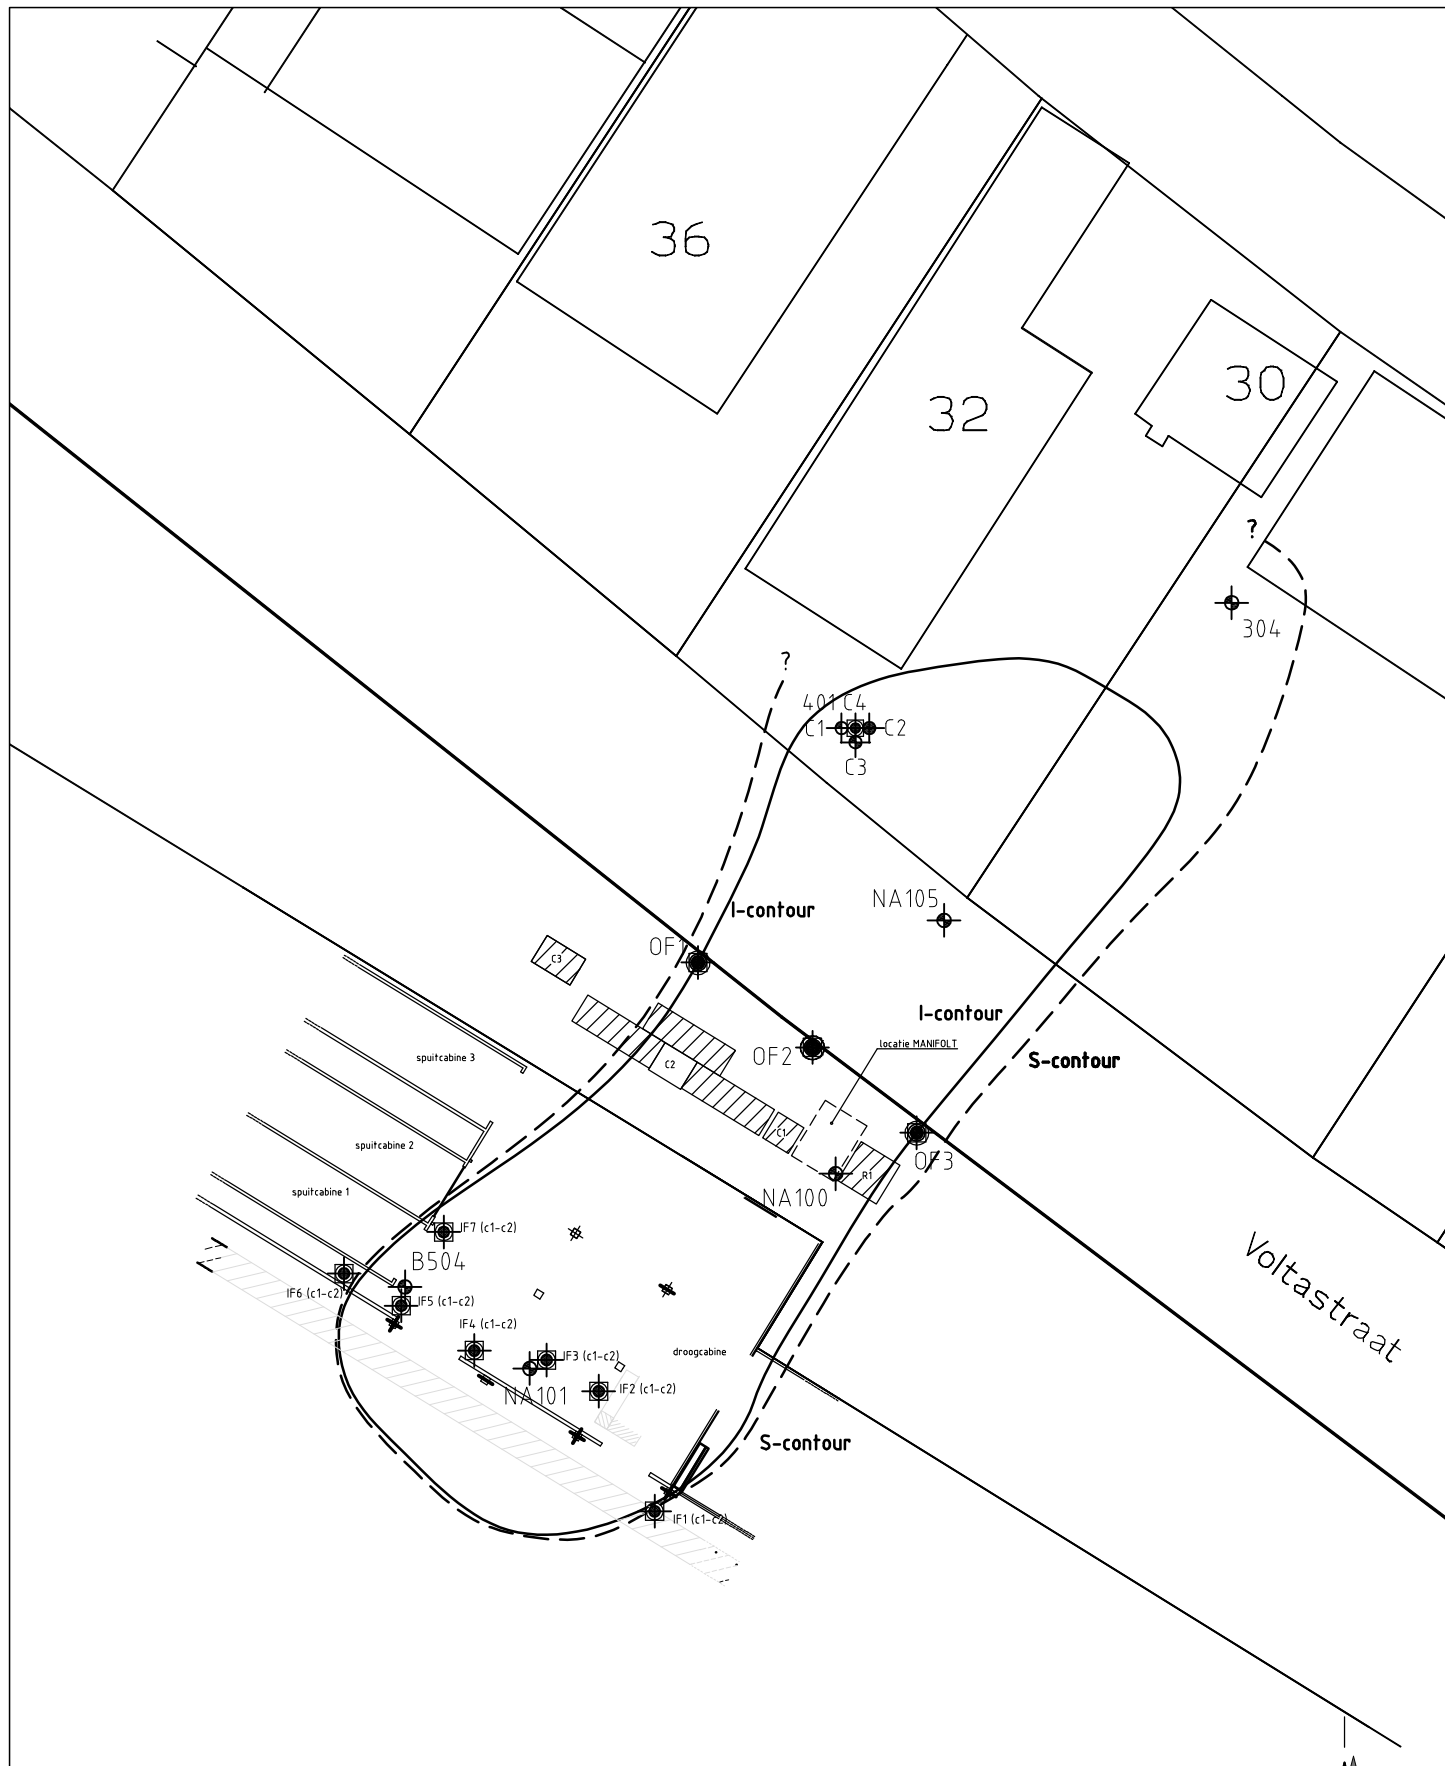 36
30
32
?
304
?
401 C4
C1
C2
C3
NA105
I-contour
OF1
C3
I-contour
locatie MANIFOLT
OF2
S-contour
spuitcabine 3
C2
C1
spuitcabine 2
OF3
R1
spuitcabine 1
NA100
IF7 (c1-c2)
B504
Voltastraat
IF6 (c1-c2)
IF5 (c1-c2)
IF4 (c1-c2)
droogcabine
IF3 (c1-c2)
NA101
IF2 (c1-c2)
S-contour
IF1 (c1-c2)